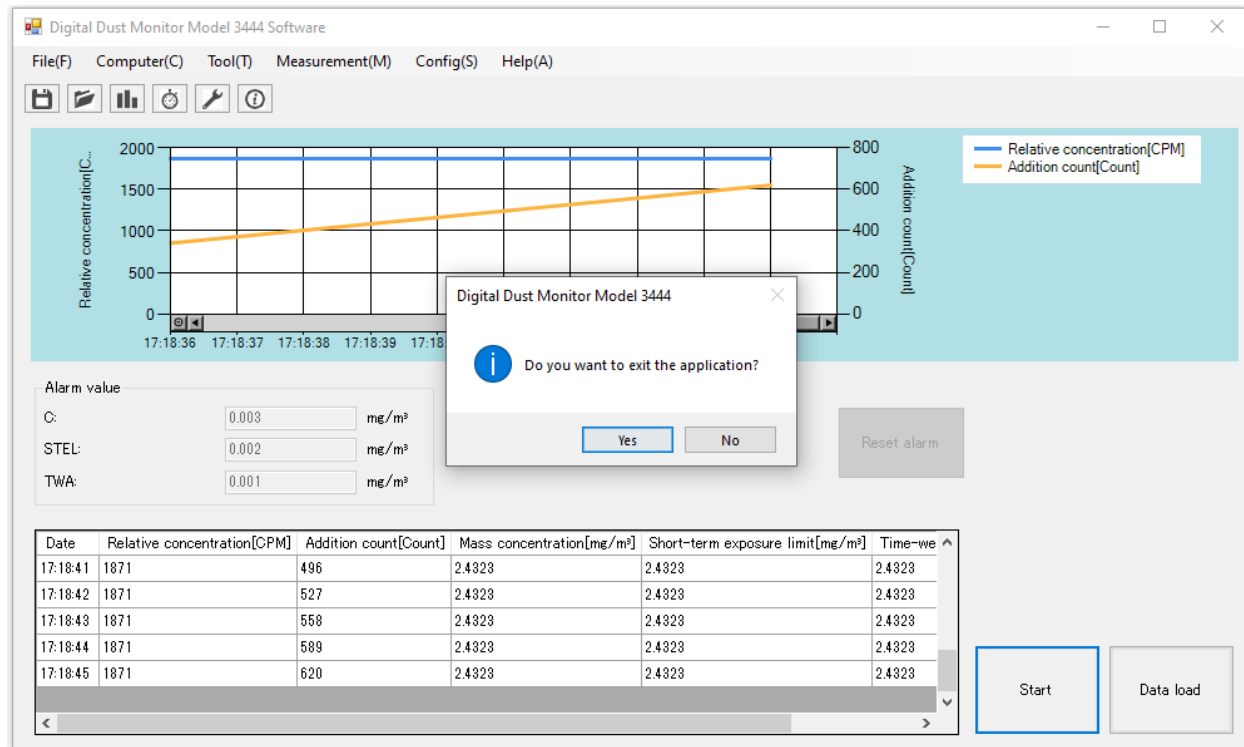 Digital Dust Monitor Model 3444 Software
File(F) Computer(C) Tool(T) Measurement(M) Config(S) Help(A)
2000
1500
1000
500
0
Relative concentration[C...
800
600
400
200
0
Addition count[Count]
Relative concentration[CPM]
Addition count[Count]
17:18:36 17:18:37 17:18:38 17:18:39 17:18
Digital Dust Monitor Model 3444
Do you want to exit the application?
Yes No
Alarm value
C: 0.003 mg/m³
STEL: 0.002 mg/m³
TWA: 0.001 mg/m³
Reset alarm
Date Relative concentration[CPM] Addition count[Count] Mass concentration[mg/m³] Short-term exposure limit[mg/m³] Time-we
17:18:41 1871 496 2.4323 2.4323 2.4323
17:18:42 1871 527 2.4323 2.4323 2.4323
17:18:43 1871 558 2.4323 2.4323 2.4323
17:18:44 1871 589 2.4323 2.4323 2.4323
17:18:45 1871 620 2.4323 2.4323 2.4323
Start
Data load